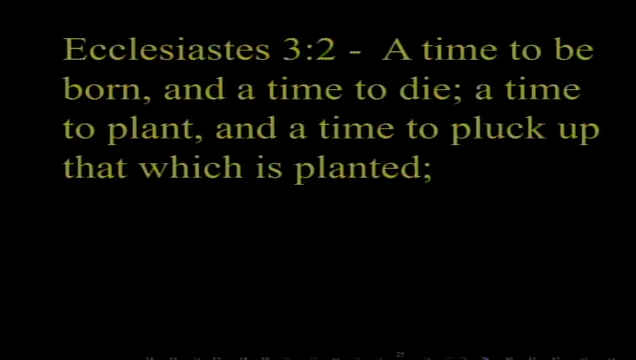 Ecclesiastes 3:2 - A time to be
born, and a time to die; a time
to plant, and a time to pluck up
that which is planted;
25